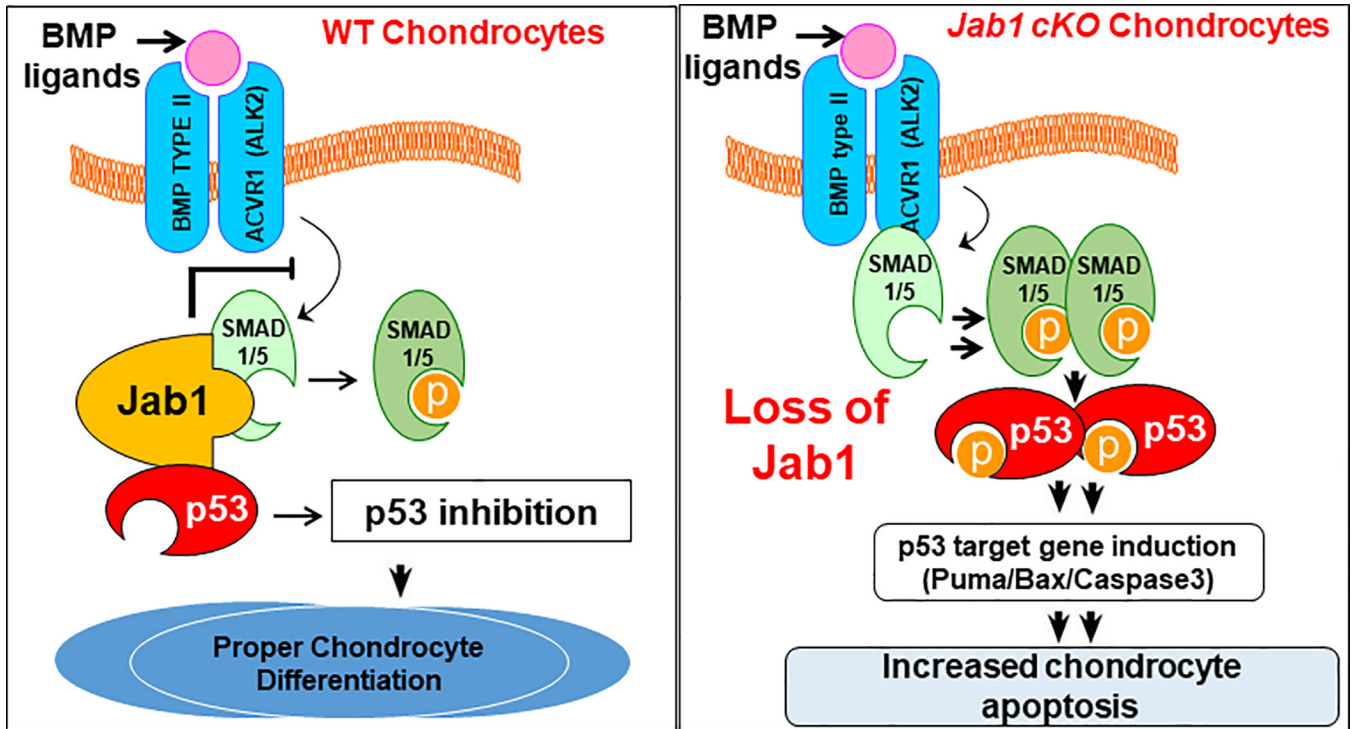 BMP
ligands
WT Chondrocytes
BMP TYPE II
ACVR1 (ALK2)
SMAD
1/5
SMAD
1/5
p
Jab1
p53
p53 inhibition
Proper Chondrocyte
Differentiation
BMP
ligands
Jab1 cKO Chondrocytes
BMP type II
ACVR1 (ALK2)
SMAD
1/5
SMAD
1/5
SMAD
1/5
p
p
Loss of
Jab1
p53
p53
p
p
p53 target gene induction
(Puma/Bax/Caspase3)
Increased chondrocyte
apoptosis